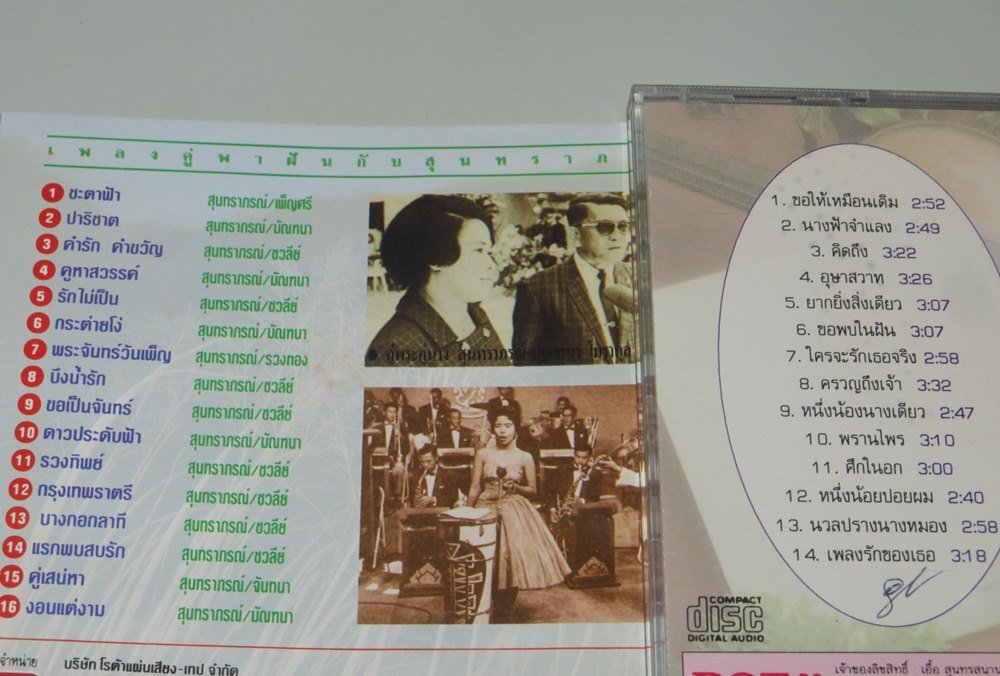 เพลงคู่พาฝันกับสุนทราภ
1 ชะตาฟ้า สุนทราภรณ์/เพ็ญศรี
2 ปาริชาต สุนทราภรณ์/มัณฑนา
3 คำรัก คำขวัญ สุนทราภรณ์/ชวลีย์
4 คูหาสวรรค์ สุนทราภรณ์/มัณฑนา
5 รักไม่เป็น สุนทราภรณ์/ชวลีย์
6 กระต่ายโง่ สุนทราภรณ์/มัณฑนา
7 พระจันทร์วันเพ็ญ สุนทราภรณ์/รวงทอง
8 บึงน้ำรัก สุนทราภรณ์/ชวลีย์
9 ขอเป็นจันทร์ สุนทราภรณ์/ชวลีย์
10 ดาวประดับฟ้า สุนทราภรณ์/มัณฑนา
11 รวงทิพย์ สุนทราภรณ์/ชวลีย์
12 กรุงเทพราตรี สุนทราภรณ์/ชวลีย์
13 บางกอกลาที สุนทราภรณ์/ชวลีย์
14 แรกพบสบรัก สุนทราภรณ์/ชวลีย์
15 คู่เสน่หา สุนทราภรณ์/จันทนา
16 งอนแต่งาม สุนทราภรณ์/มัณฑนา
จำหน่าย บริษัท โรต้าแผ่นเสียง-เทป จำกัด
คู่พระคู่นาง สุนทราภรณ์-มัณฑนา โมรากุล
1. ขอให้เหมือนเดิม 2:52
2. นางฟ้าจำแลง 2:49
3. คิดถึง 3:22
4. อุษาสวาท 3:26
5. ยากยิ่งสิ่งเดียว 3:07
6. ขอพบในฝัน 3:07
7. ใครจะรักเธอจริง 2:58
8. ครวญถึงเจ้า 3:32
9. หนึ่งน้องนางเดียว 2:47
10. พรานไพร 3:10
11. ศึกในอก 3:00
12. หนึ่งน้อยปอยผม 2:40
13. นวลปรางนางหมอง 2:58
14. เพลงรักของเธอ 3:18 /
COMPACT
disc
DIGITAL AUDIO
เจ้าของลิขสิทธิ์ : เอื้อ สุนทรสนาน